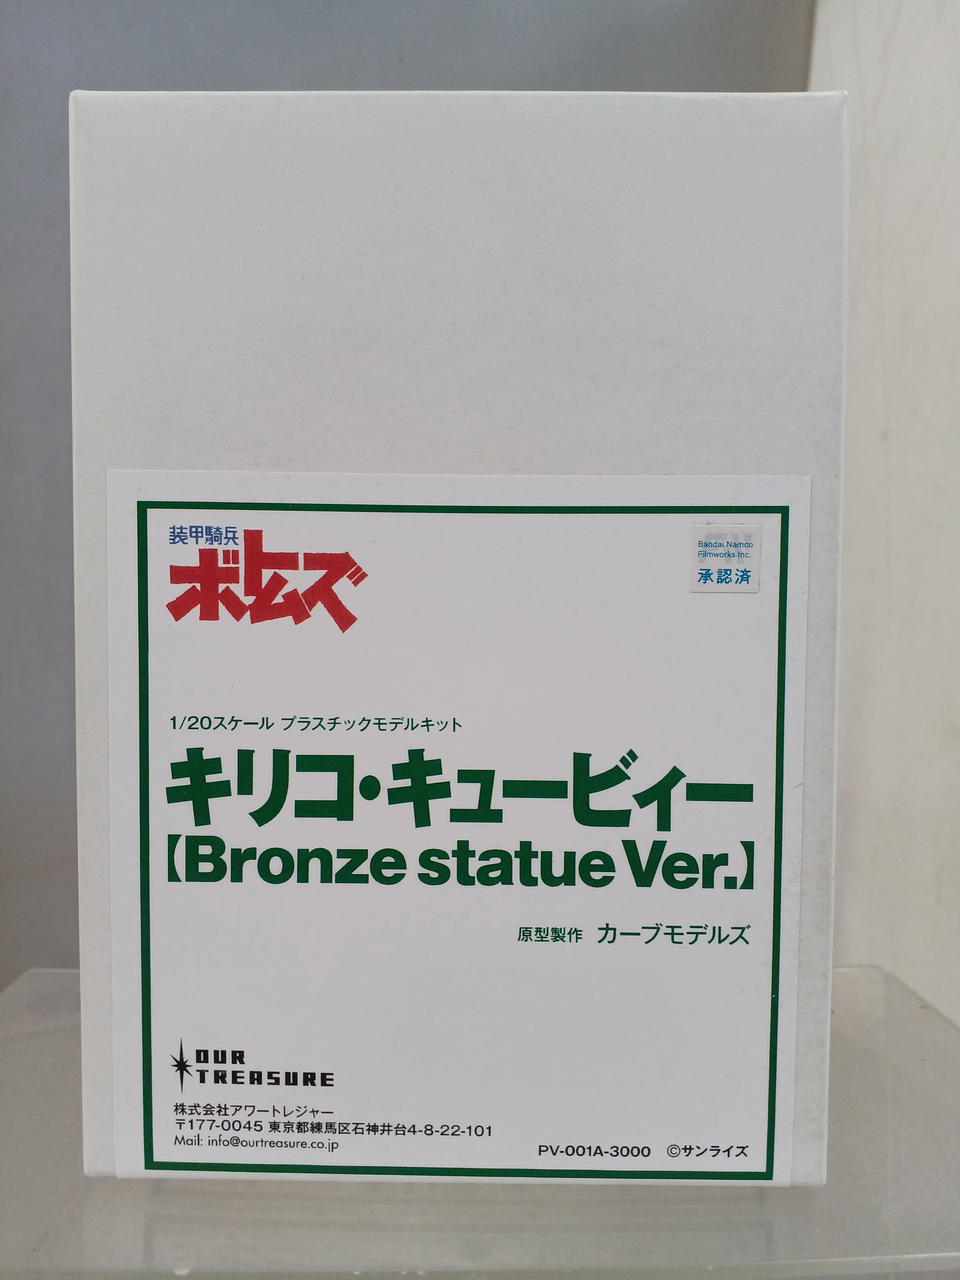 装甲騎兵
ボトムズ
Bandai Namco
Filmworks Inc.
承認済
1/20スケール プラスチックモデルキット
キリコ・キュービィー
【Bronze statue Ver.】
原型製作 カーブモデルズ
OUR
TREASURE
株式会社アワートレジャー
〒177-0045 東京都練馬区石神井台4-8-22-101
Mail: info@ourtreasure.co.jp
PV-001A-3000 ©サンライズ